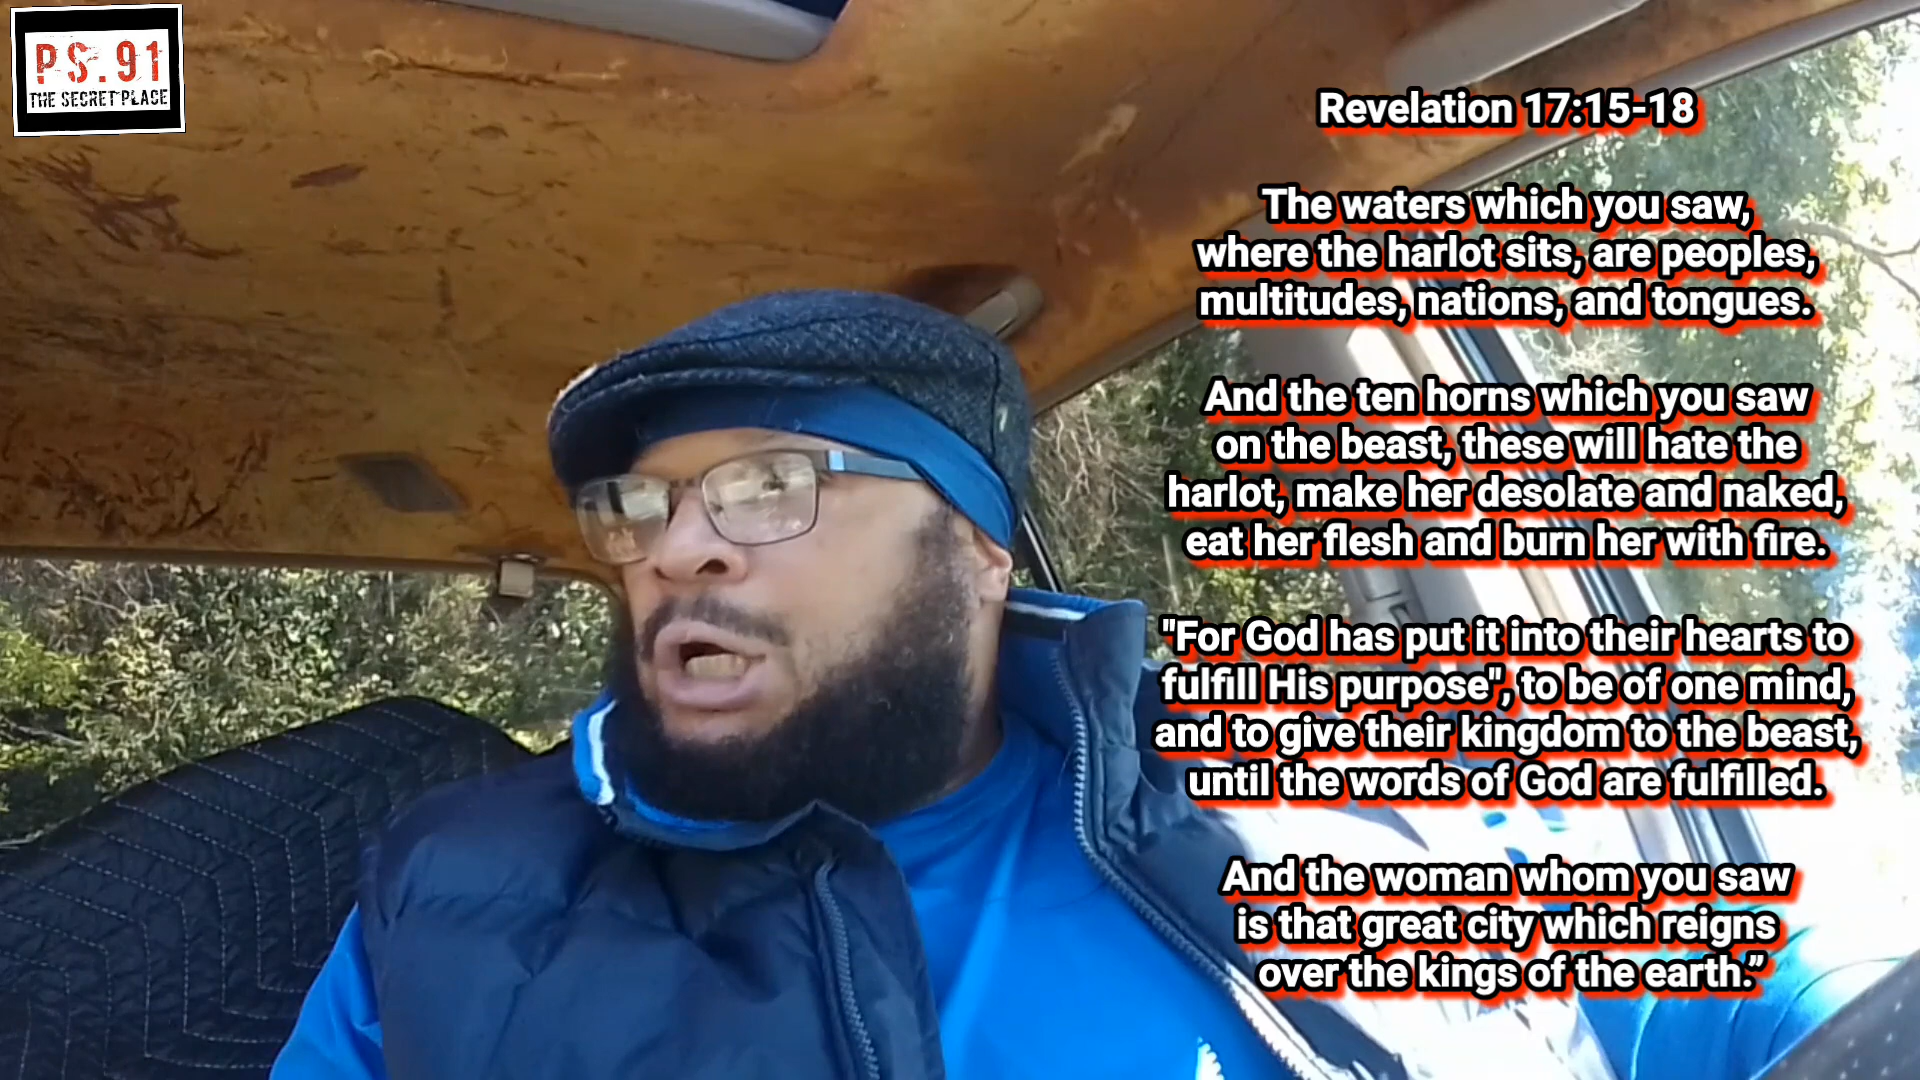 PS.91
THE SECRET PLACE
Revelation 17:15-18
The waters which you saw,
where the harlot sits, are peoples,
multitudes, nations, and tongues.
And the ten horns which you saw
on the beast, these will hate the
harlot, make her desolate and naked,
eat her flesh and burn her with fire.
"For God has put it into their hearts to
fulfill His purpose", to be of one mind,
and to give their kingdom to the beast,
until the words of God are fulfilled.
And the woman whom you saw
is that great city which reigns
over the kings of the earth.”